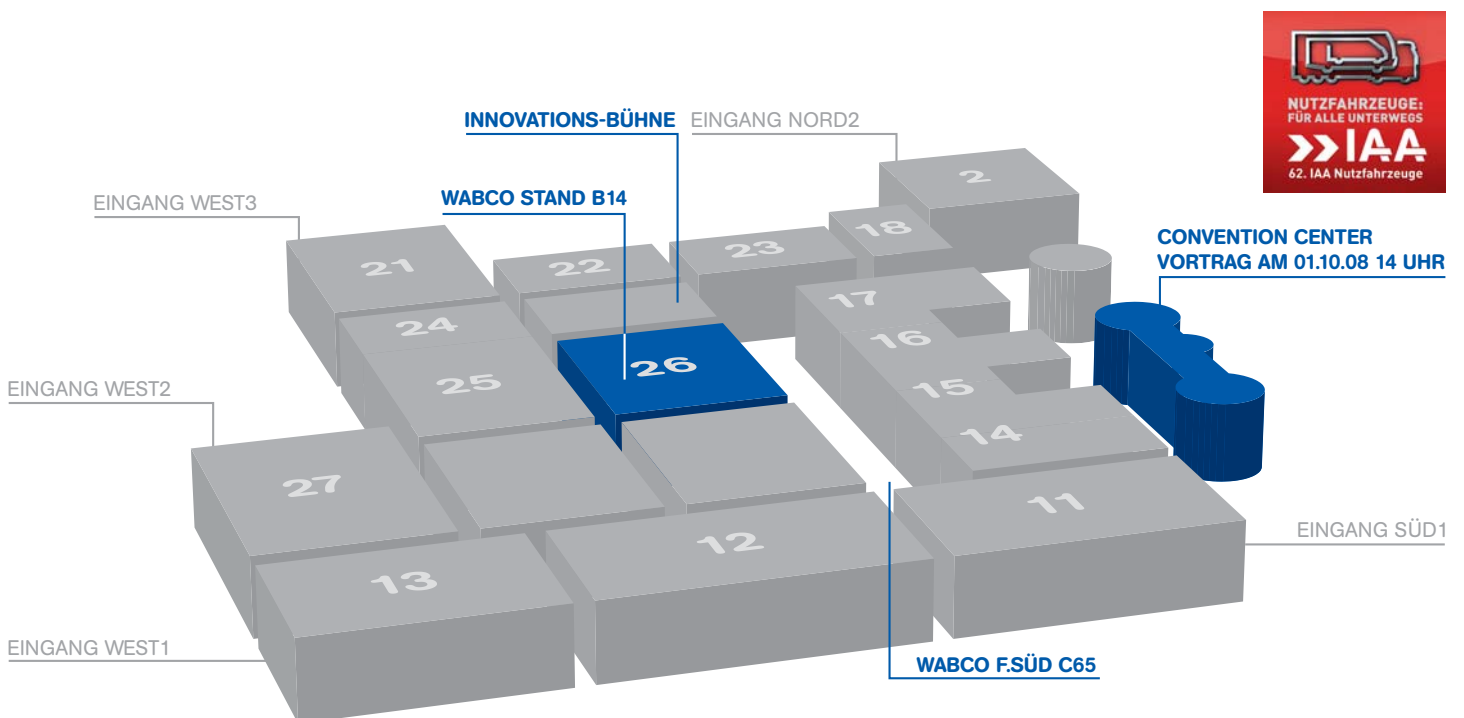 NUTZFAHRZEUGE:
FÜR ALLE UNTERWEGS
IAA
62. IAA Nutzfahrzeuge
INNOVATIONS-BÜHNE
EINGANG NORD2
WABCO STAND B14
EINGANG WEST3
CONVENTION CENTER
VORTRAG AM 01.10.08 14 UHR
2
18
23
22
21
17
24
16
26
25
15
14
EINGANG WEST2
27
11
12
EINGANG SÜD1
13
EINGANG WEST1
WABCO F.SÜD C65